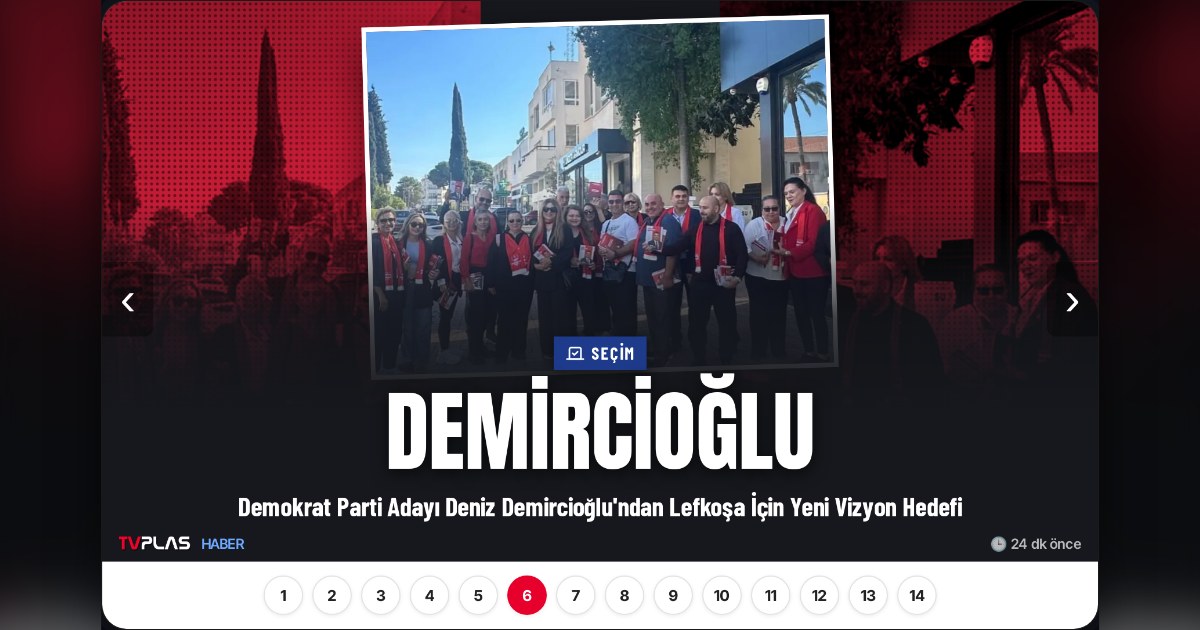 SEÇİM
DEMİRCİOĞLU
Demokrat Parti Adayı Deniz Demircioğlu'ndan Lefkoşa İçin Yeni Vizyon Hedefi
TVPLAS HABER
24 dk önce
1 2 3 4 5 6 7 8 9 10 11 12 13 14